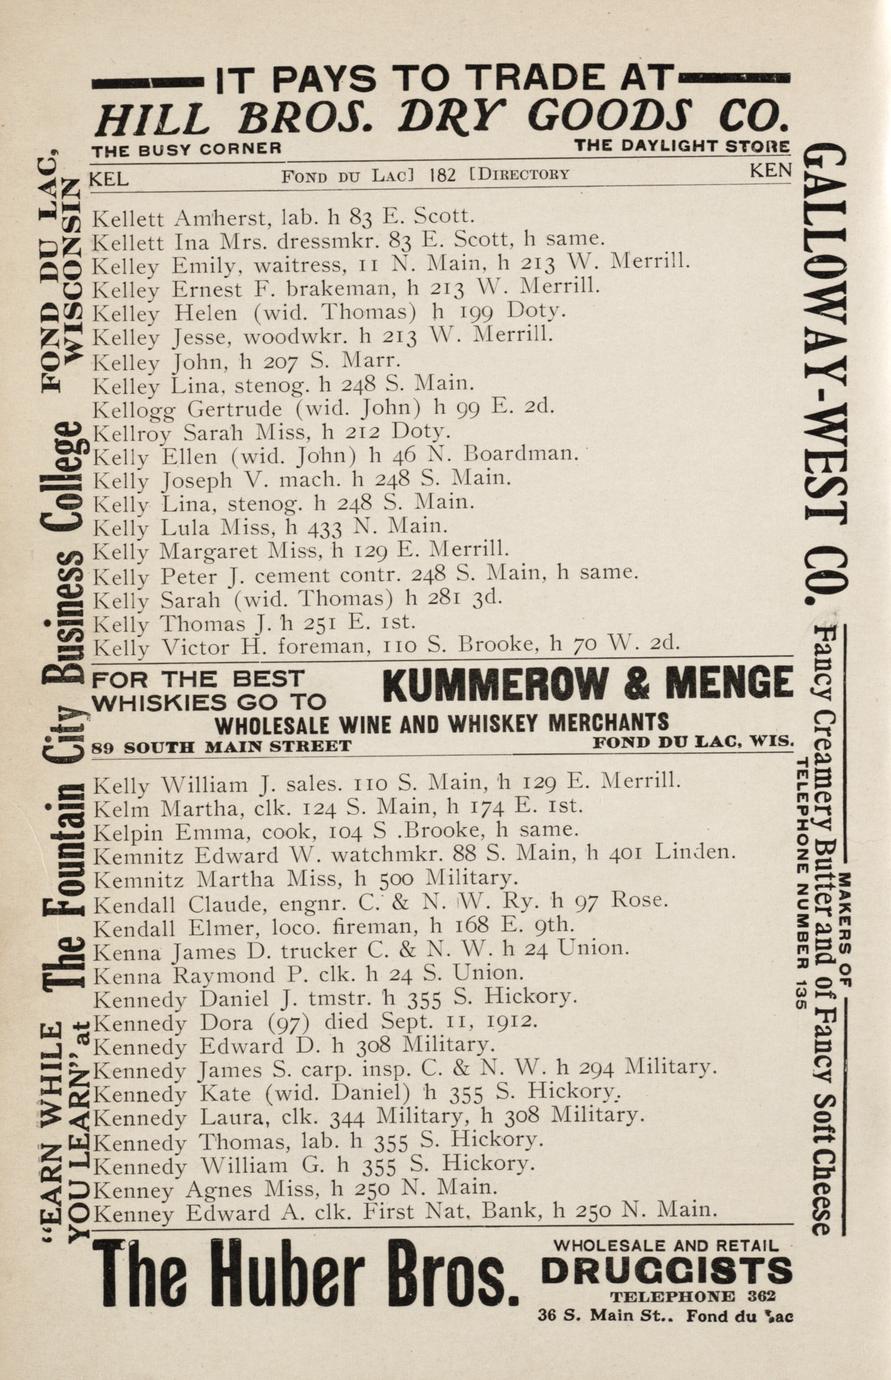 IT PAYS TO TRADE AT
HILL BROS. DRY GOODS CO.
THE BUSY CORNER THE DAYLIGHT STORE
KEL FOND DU LAC] 182 [DIRECTORY KEN
Kellett Amherst, lab. h 83 E. Scott.
Kellett Ina Mrs. dressmkr. 83 E. Scott, h same.
Kelley Emily, waitress, 11 N. Main, h 213 W. Merrill.
Kelley Ernest F. brakeman, h 213 W. Merrill.
Kelley Helen (wid. Thomas) h 199 Doty.
Kelley Jesse, woodwkr. h 213 W. Merrill.
Kelley John, h 207 S. Marr.
Kelley Lina, stenog. h 248 S. Main.
Kellogg Gertrude (wid. John) h 99 E. 2d.
Kellroy Sarah Miss, h 212 Doty.
Kelly Ellen (wid. John) h 46 N. Boardman.
Kelly Joseph V. mach. h 248 S. Main.
Kelly Lina, stenog. h 248 S. Main.
Kelly Lula Miss, h 433 N. Main.
Kelly Margaret Miss, h 129 E. Merrill.
Kelly Peter J. cement contr. 248 S. Main, h same.
Kelly Sarah (wid. Thomas) h 281 3d.
Kelly Thomas J. h 251 E. 1st.
Kelly Victor H. foreman, 110 S. Brooke, h 70 W. 2d.
FOR THE BEST
WHISKIES GO TO
KUMMEROW & MENGE
WHOLESALE WINE AND WHISKEY MERCHANTS
89 SOUTH MAIN STREET FOND DU LAC, WIS.
Kelly William J. sales. 110 S. Main, h 129 E. Merrill.
Kelm Martha, clk. 124 S. Main, h 174 E. 1st.
Kelpin Emma, cook, 104 S .Brooke, h same.
Kemnitz Edward W. watchmkr. 88 S. Main, h 401 Linden.
Kemnitz Martha Miss, h 500 Military.
Kendall Claude, engnr. C. & N. W. Ry. h 97 Rose.
Kendall Elmer, loco. fireman, h 168 E. 9th.
Kenna James D. trucker C. & N. W. h 24 Union.
Kenna Raymond P. clk. h 24 S. Union.
Kennedy Daniel J. tmstr. h 355 S. Hickory.
Kennedy Dora (97) died Sept. 11, 1912.
Kennedy Edward D. h 308 Military.
Kennedy James S. carp. insp. C. & N. W. h 294 Military.
Kennedy Kate (wid. Daniel) h 355 S. Hickory.
Kennedy Laura, clk. 344 Military, h 308 Military.
Kennedy Thomas, lab. h 355 S. Hickory.
Kennedy William G. h 355 S. Hickory.
Kenney Agnes Miss, h 250 N. Main.
Kenney Edward A. clk. First Nat. Bank, h 250 N. Main.
The Huber Bros.
WHOLESALE AND RETAIL
DRUGGISTS
TELEPHONE 362
36 S. Main St.. Fond du Lac
"EARN WHILE
YOU LEARN" at
The Fountain City Business College
FOND DU LAC,
WISCONSIN
GALLOWAY-WEST CO.
MAKERS OF
Fancy Creamery Butter and of Fancy Soft Cheese
TELEPHONE NUMBER 135